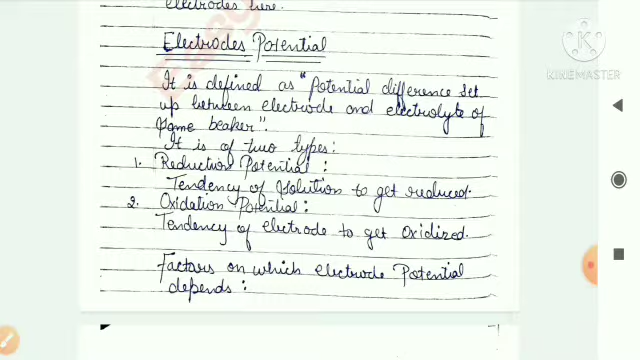 electrodes here.
Electrodes Potential
It is defined as "Potential difference set
up between electrode and electrolyte of
same beaker".
It is of two types:
1. Reduction Potential:
Tendency of solution to get reduced.
2. Oxidation Potential:
Tendency of electrode to get oxidized.
Factors on which electrode Potential
depends:
KINEMASTER